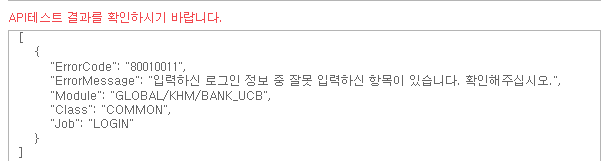 API테스트 결과를 확인하시기 바랍니다.
[
{
"ErrorCode": "80010011",
"ErrorMessage": "입력하신 로그인 정보 중 잘못 입력하신 항목이 있습니다. 확인해주십시오.",
"Module": "GLOBAL/KHM/BANK_UCB",
"Class": "COMMON",
"Job": "LOGIN"
}
]